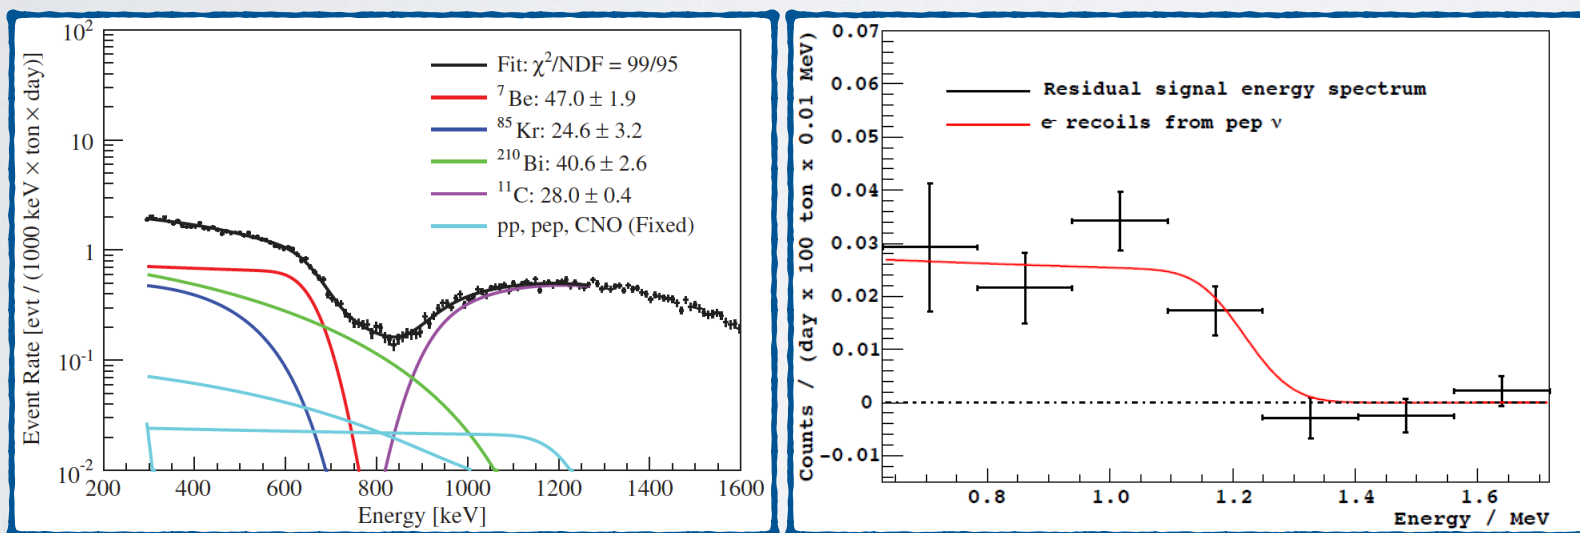 10²
10
1
10⁻¹
10⁻²
Event Rate [evt / (1000 keV × ton × day)]
Fit: χ²/NDF = 99/95
⁷Be: 47.0 ± 1.9
⁸⁵Kr: 24.6 ± 3.2
²¹⁰Bi: 40.6 ± 2.6
¹¹C: 28.0 ± 0.4
pp, pep, CNO (Fixed)
200 400 600 800 1000 1200 1400 1600
Energy [keV]
0.07
0.06
0.05
0.04
0.03
0.02
0.01
0
-0.01
Counts / (day x 100 ton x 0.01 MeV)
Residual signal energy spectrum
e⁻ recoils from pep ν
0.8 1.0 1.2 1.4 1.6
Energy / MeV